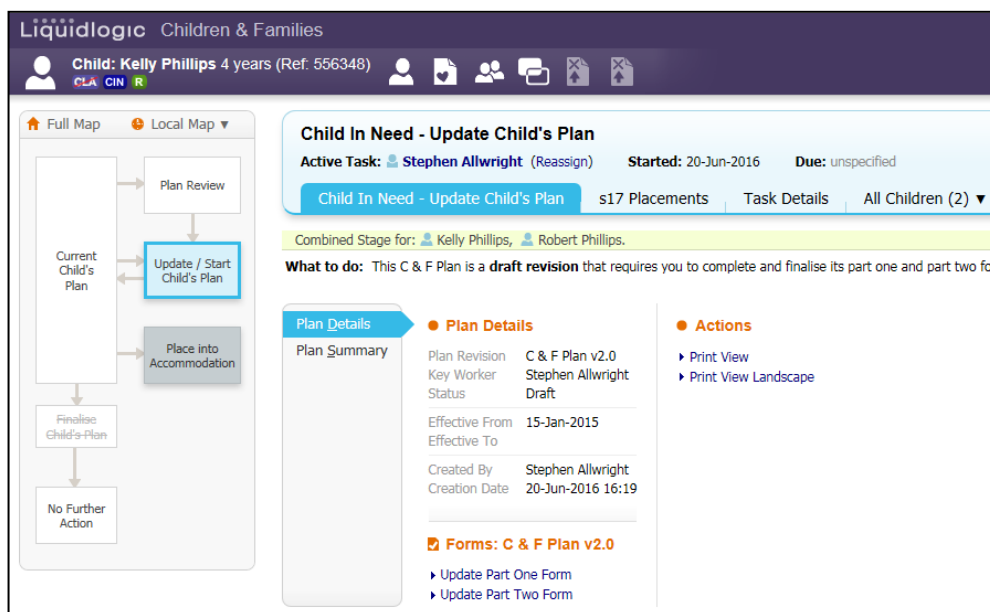 Liquidlogic Children & Families
Child: Kelly Phillips 4 years (Ref: 556348)
CLA CIN R
Full Map Local Map ▼
Plan Review
Current
Child's
Plan
Update / Start
Child's Plan
Place into
Accommodation
Finalise
Child's Plan
No Further
Action
Child In Need - Update Child's Plan
Active Task: Stephen Allwright (Reassign) Started: 20-Jun-2016 Due: unspecified
Child In Need - Update Child's Plan s17 Placements Task Details All Children (2) ▼
Combined Stage for: Kelly Phillips, Robert Phillips.
What to do: This C & F Plan is a draft revision that requires you to complete and finalise its part one and part two fo
Plan Details
Plan Summary
Plan Details
Plan Revision C & F Plan v2.0
Key Worker Stephen Allwright
Status Draft
Effective From 15-Jan-2015
Effective To
Created By Stephen Allwright
Creation Date 20-Jun-2016 16:19
Forms: C & F Plan v2.0
Update Part One Form
Update Part Two Form
Actions
Print View
Print View Landscape